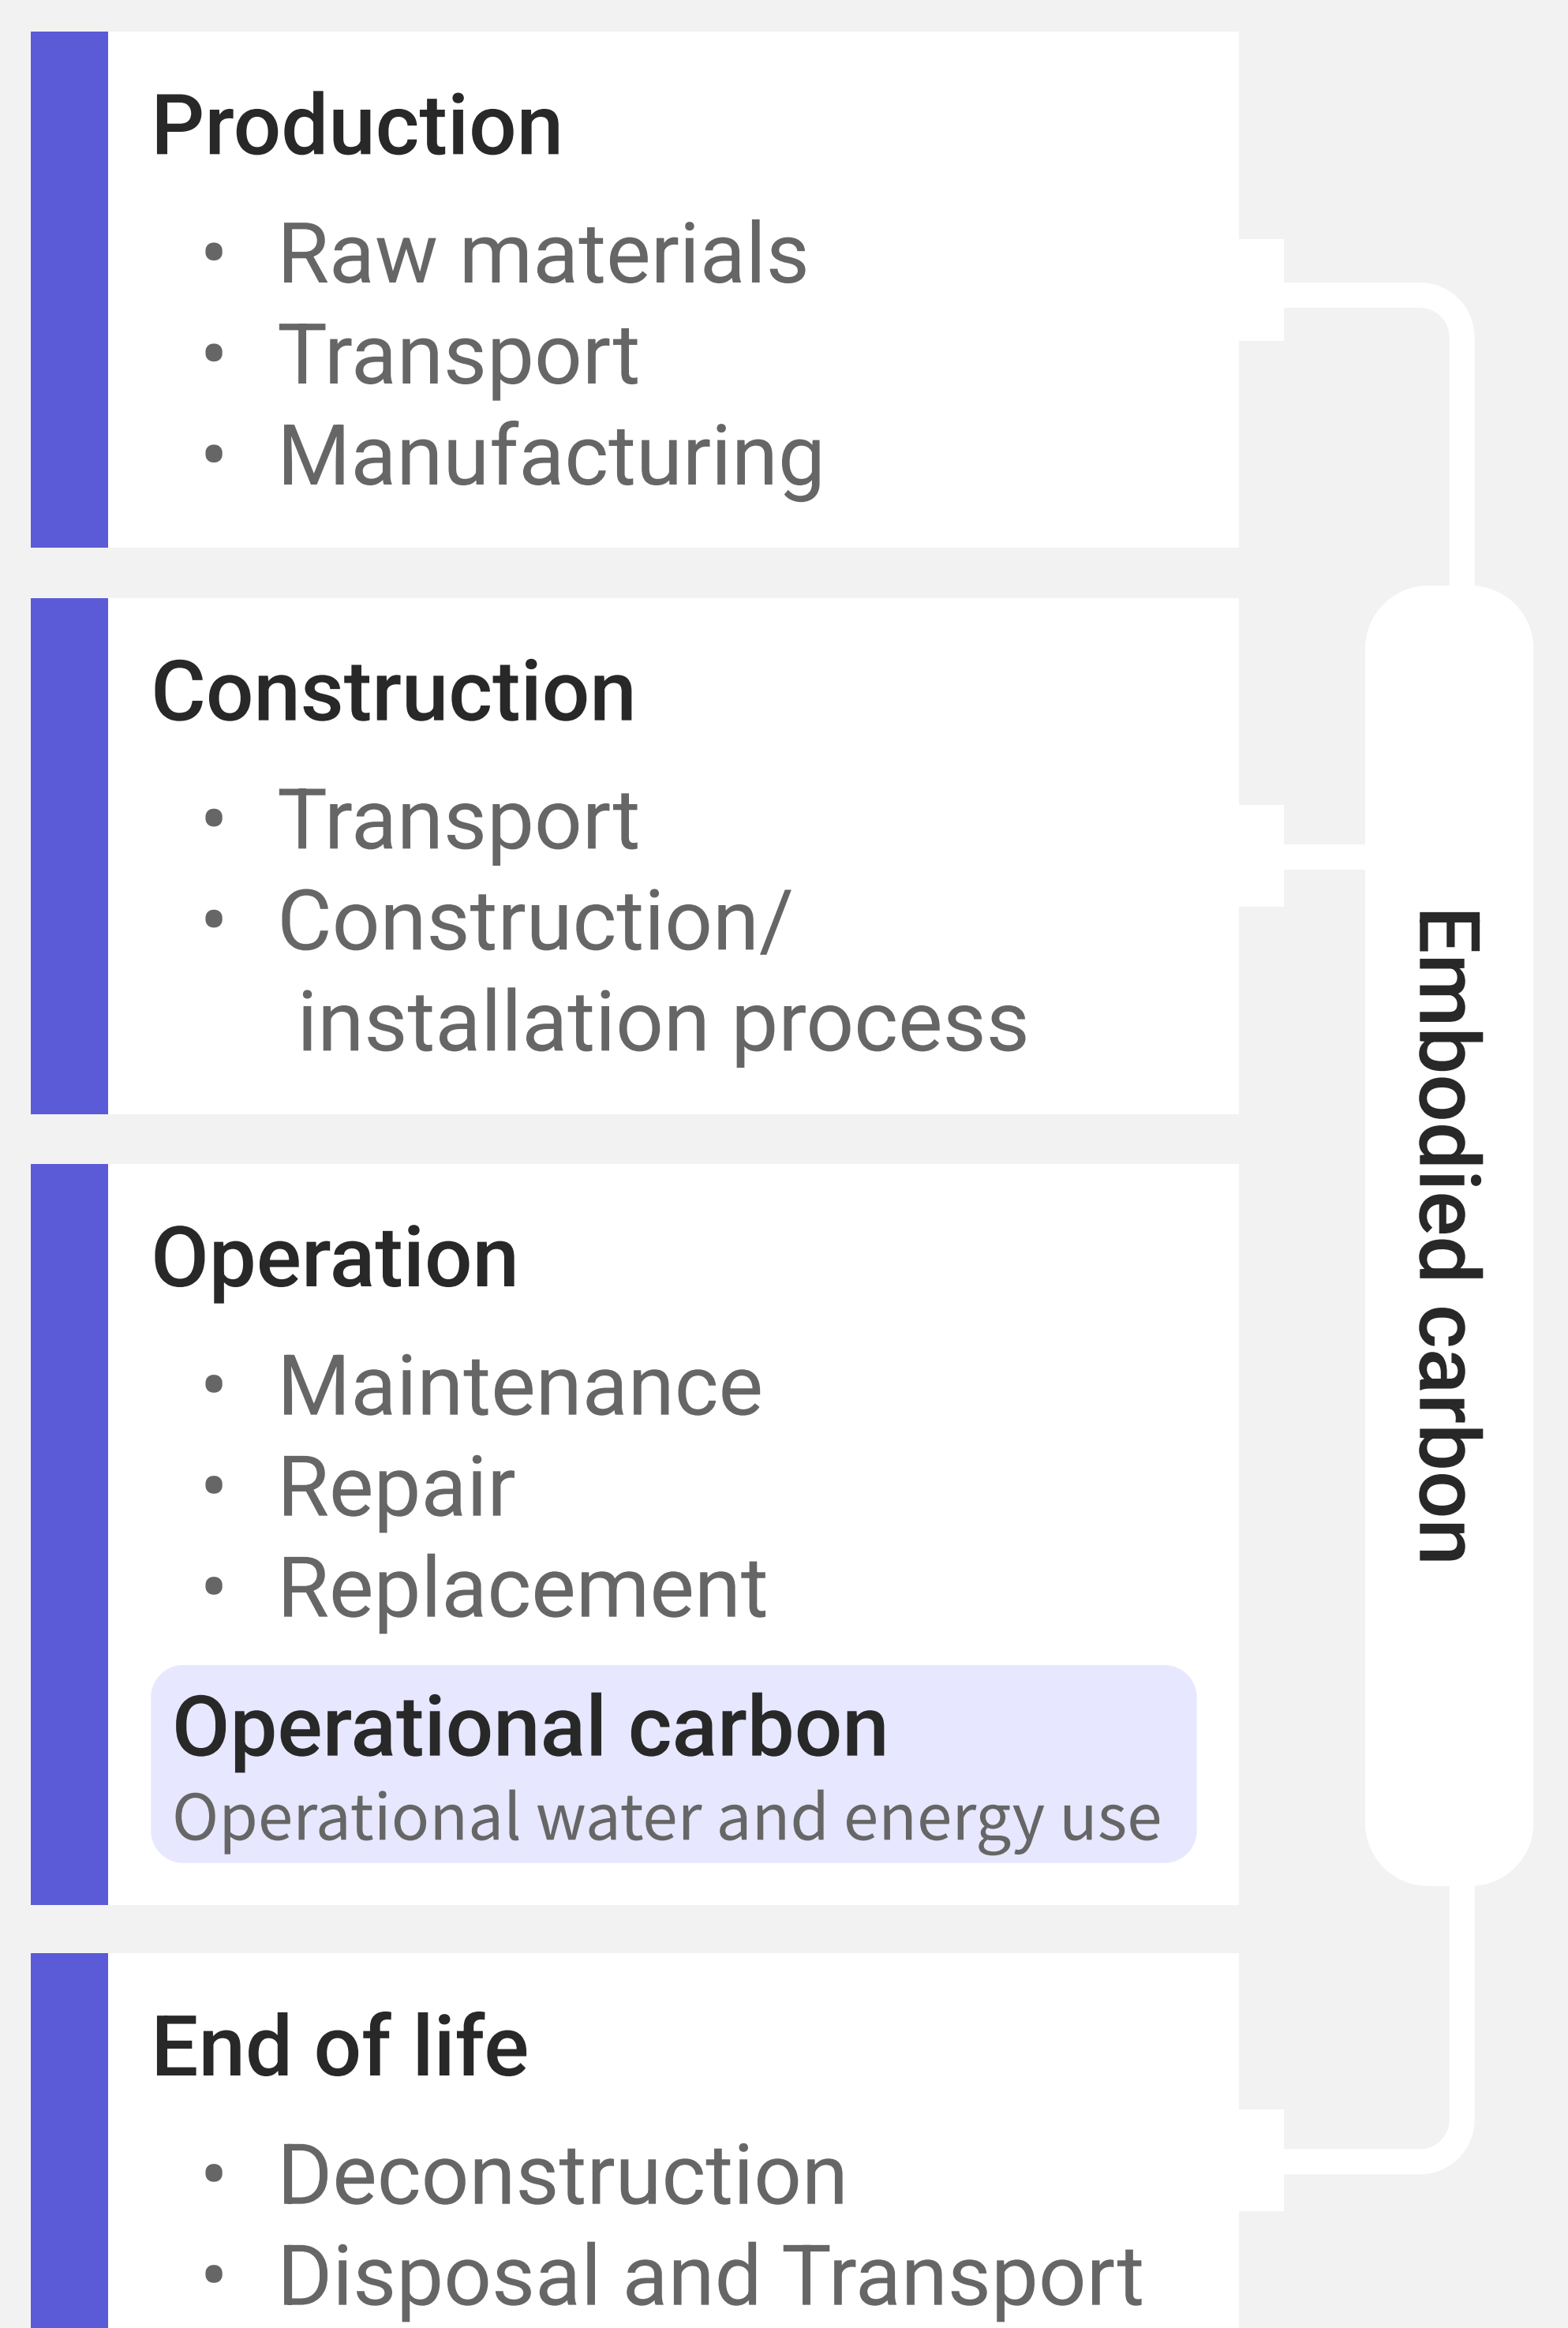 Production
• Raw materials
• Transport
• Manufacturing
Construction
• Transport
• Construction/
installation process
Operation
• Maintenance
• Repair
• Replacement
Operational carbon
Operational water and energy use
End of life
• Deconstruction
• Disposal and Transport
Embodied carbon